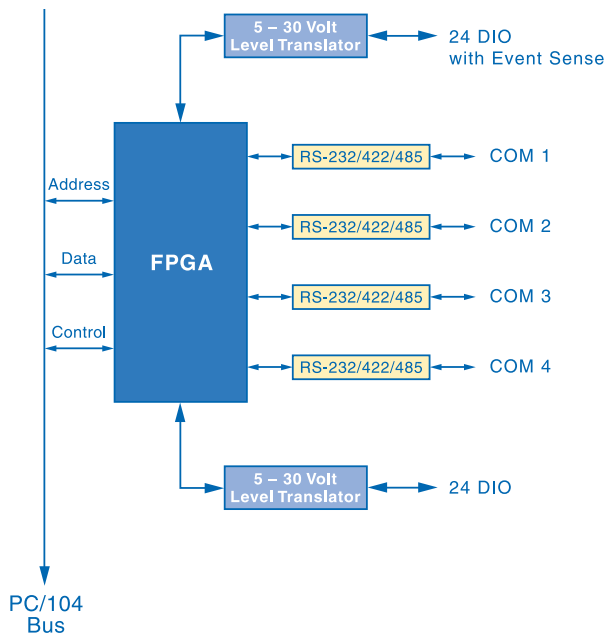 5 – 30 Volt
Level Translator
24 DIO
with Event Sense
RS-232/422/485
COM 1
Address
RS-232/422/485
COM 2
Data
FPGA
RS-232/422/485
COM 3
Control
RS-232/422/485
COM 4
5 – 30 Volt
Level Translator
24 DIO
PC/104
Bus